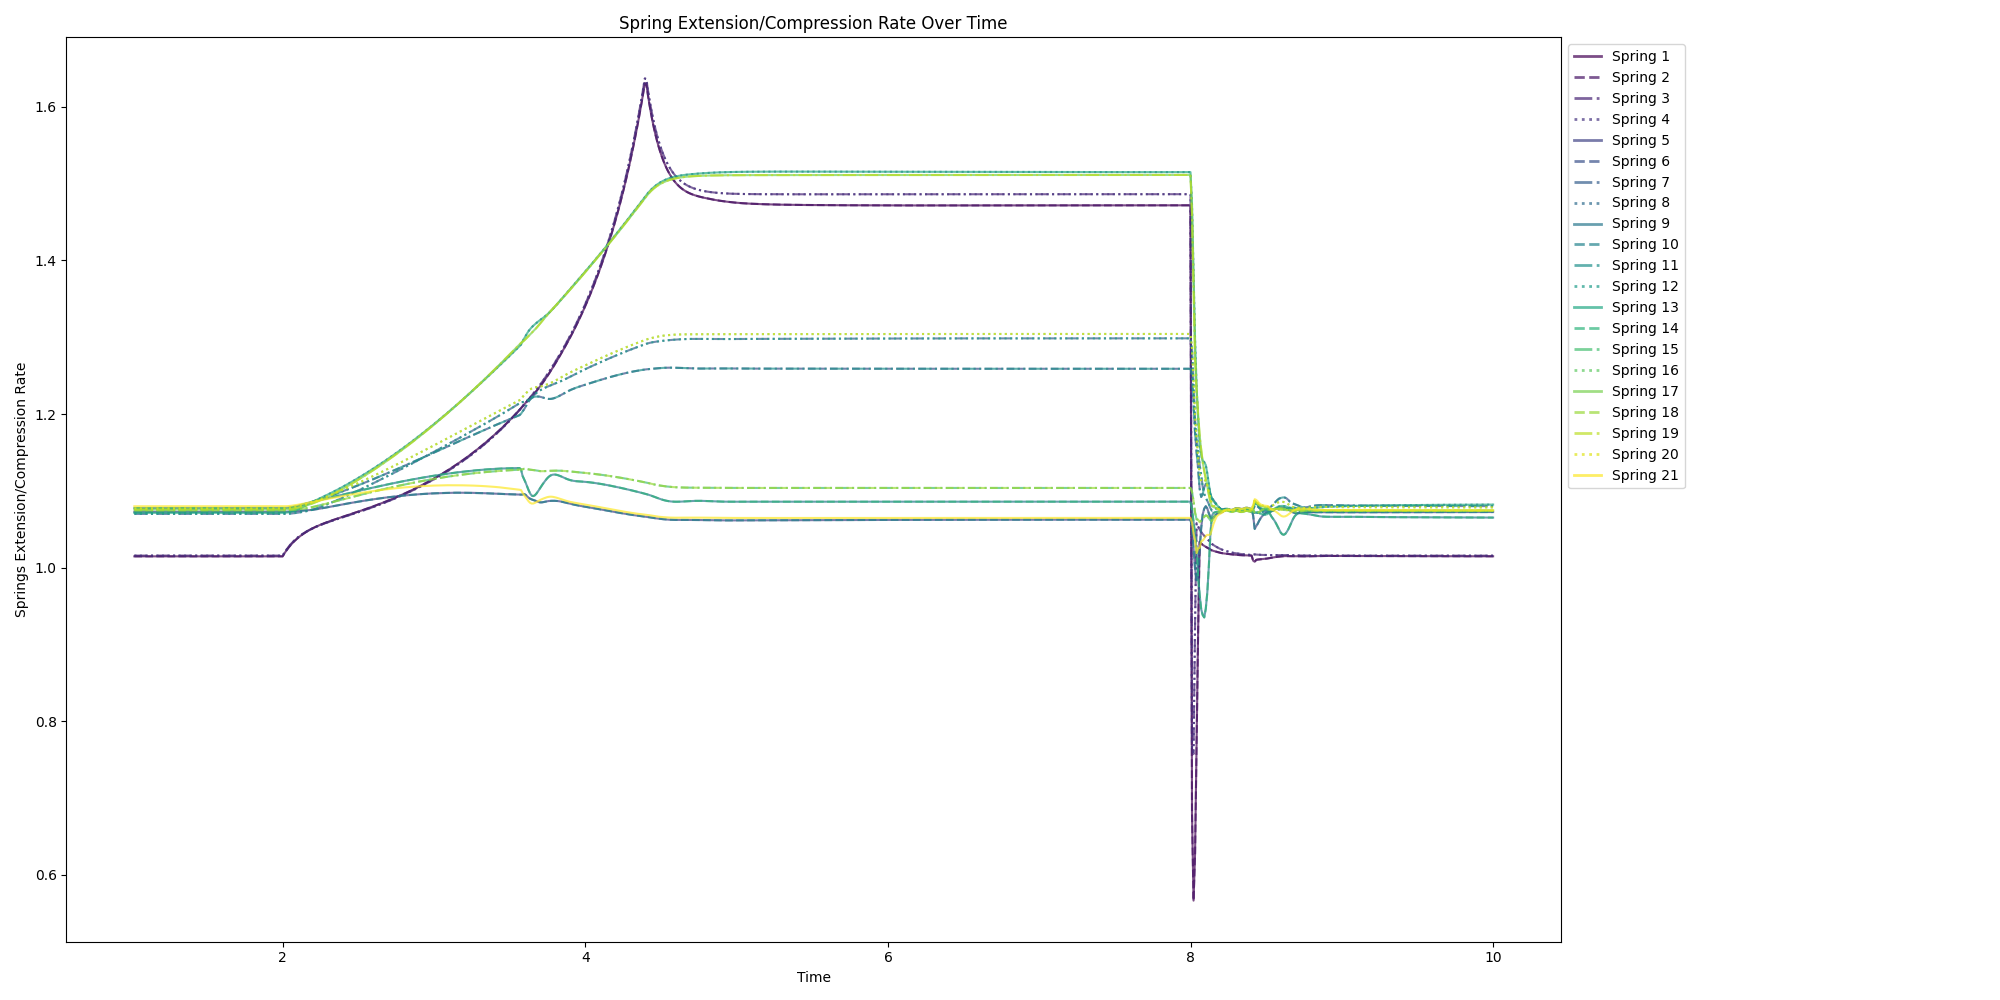 Spring Extension/Compression Rate Over Time
Springs Extension/Compression Rate
1.6
1.4
1.2
1.0
0.8
0.6
2
4
6
8
10
Time
Spring 1
Spring 2
Spring 3
Spring 4
Spring 5
Spring 6
Spring 7
Spring 8
Spring 9
Spring 10
Spring 11
Spring 12
Spring 13
Spring 14
Spring 15
Spring 16
Spring 17
Spring 18
Spring 19
Spring 20
Spring 21